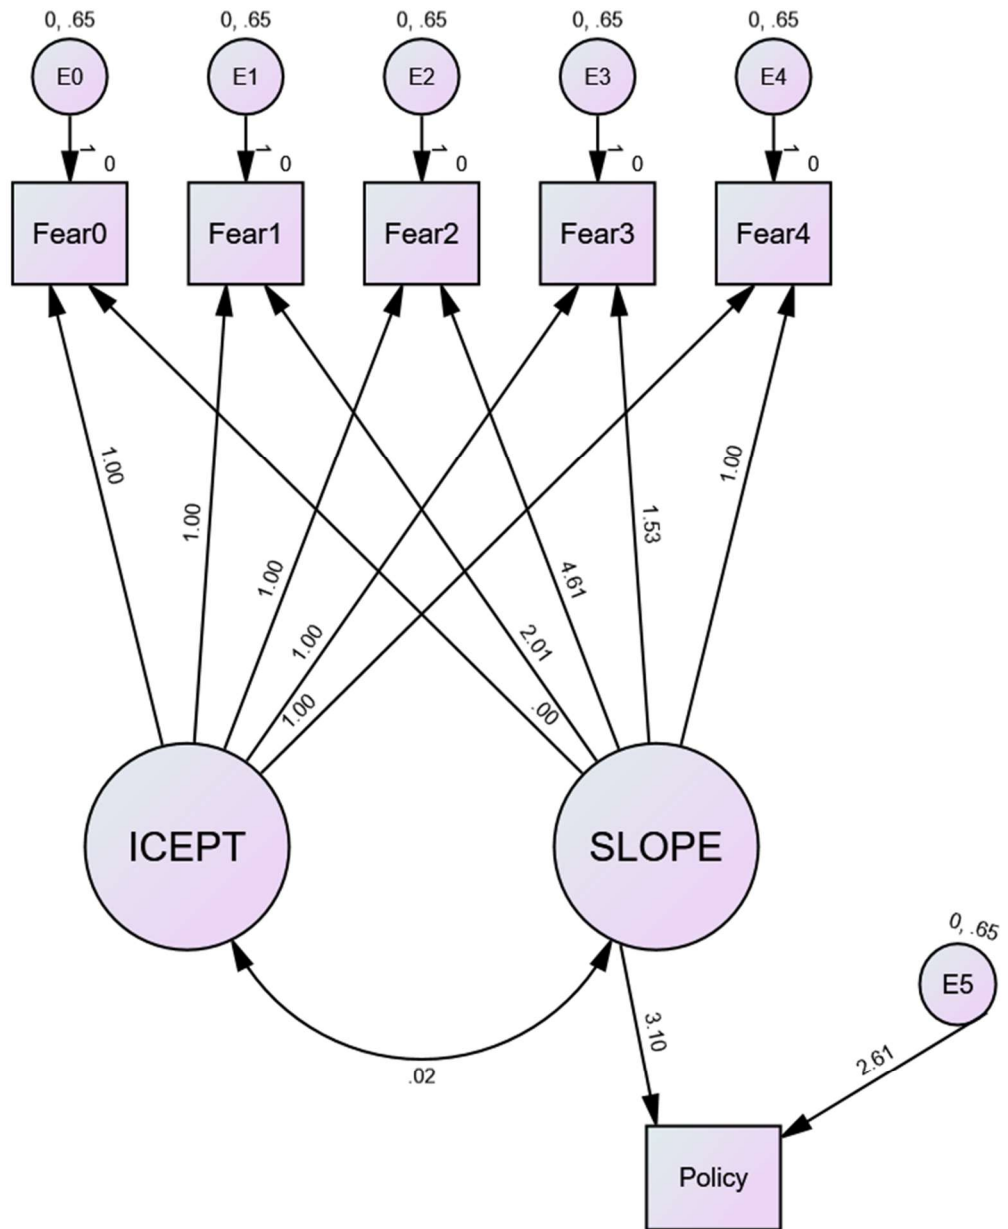 0, .65 0, .65 0, .65 0, .65 0, .65
E0 E1 E2 E3 E4
1 0 1 0 1 0 1 0 1 0
Fear0 Fear1 Fear2 Fear3 Fear4
1.00 1.00
1.00 1.53
1.00 4.61
1.00 2.01
1.00 .00
ICEPT SLOPE
0, .65
E5
3.10
2.61
.02
Policy